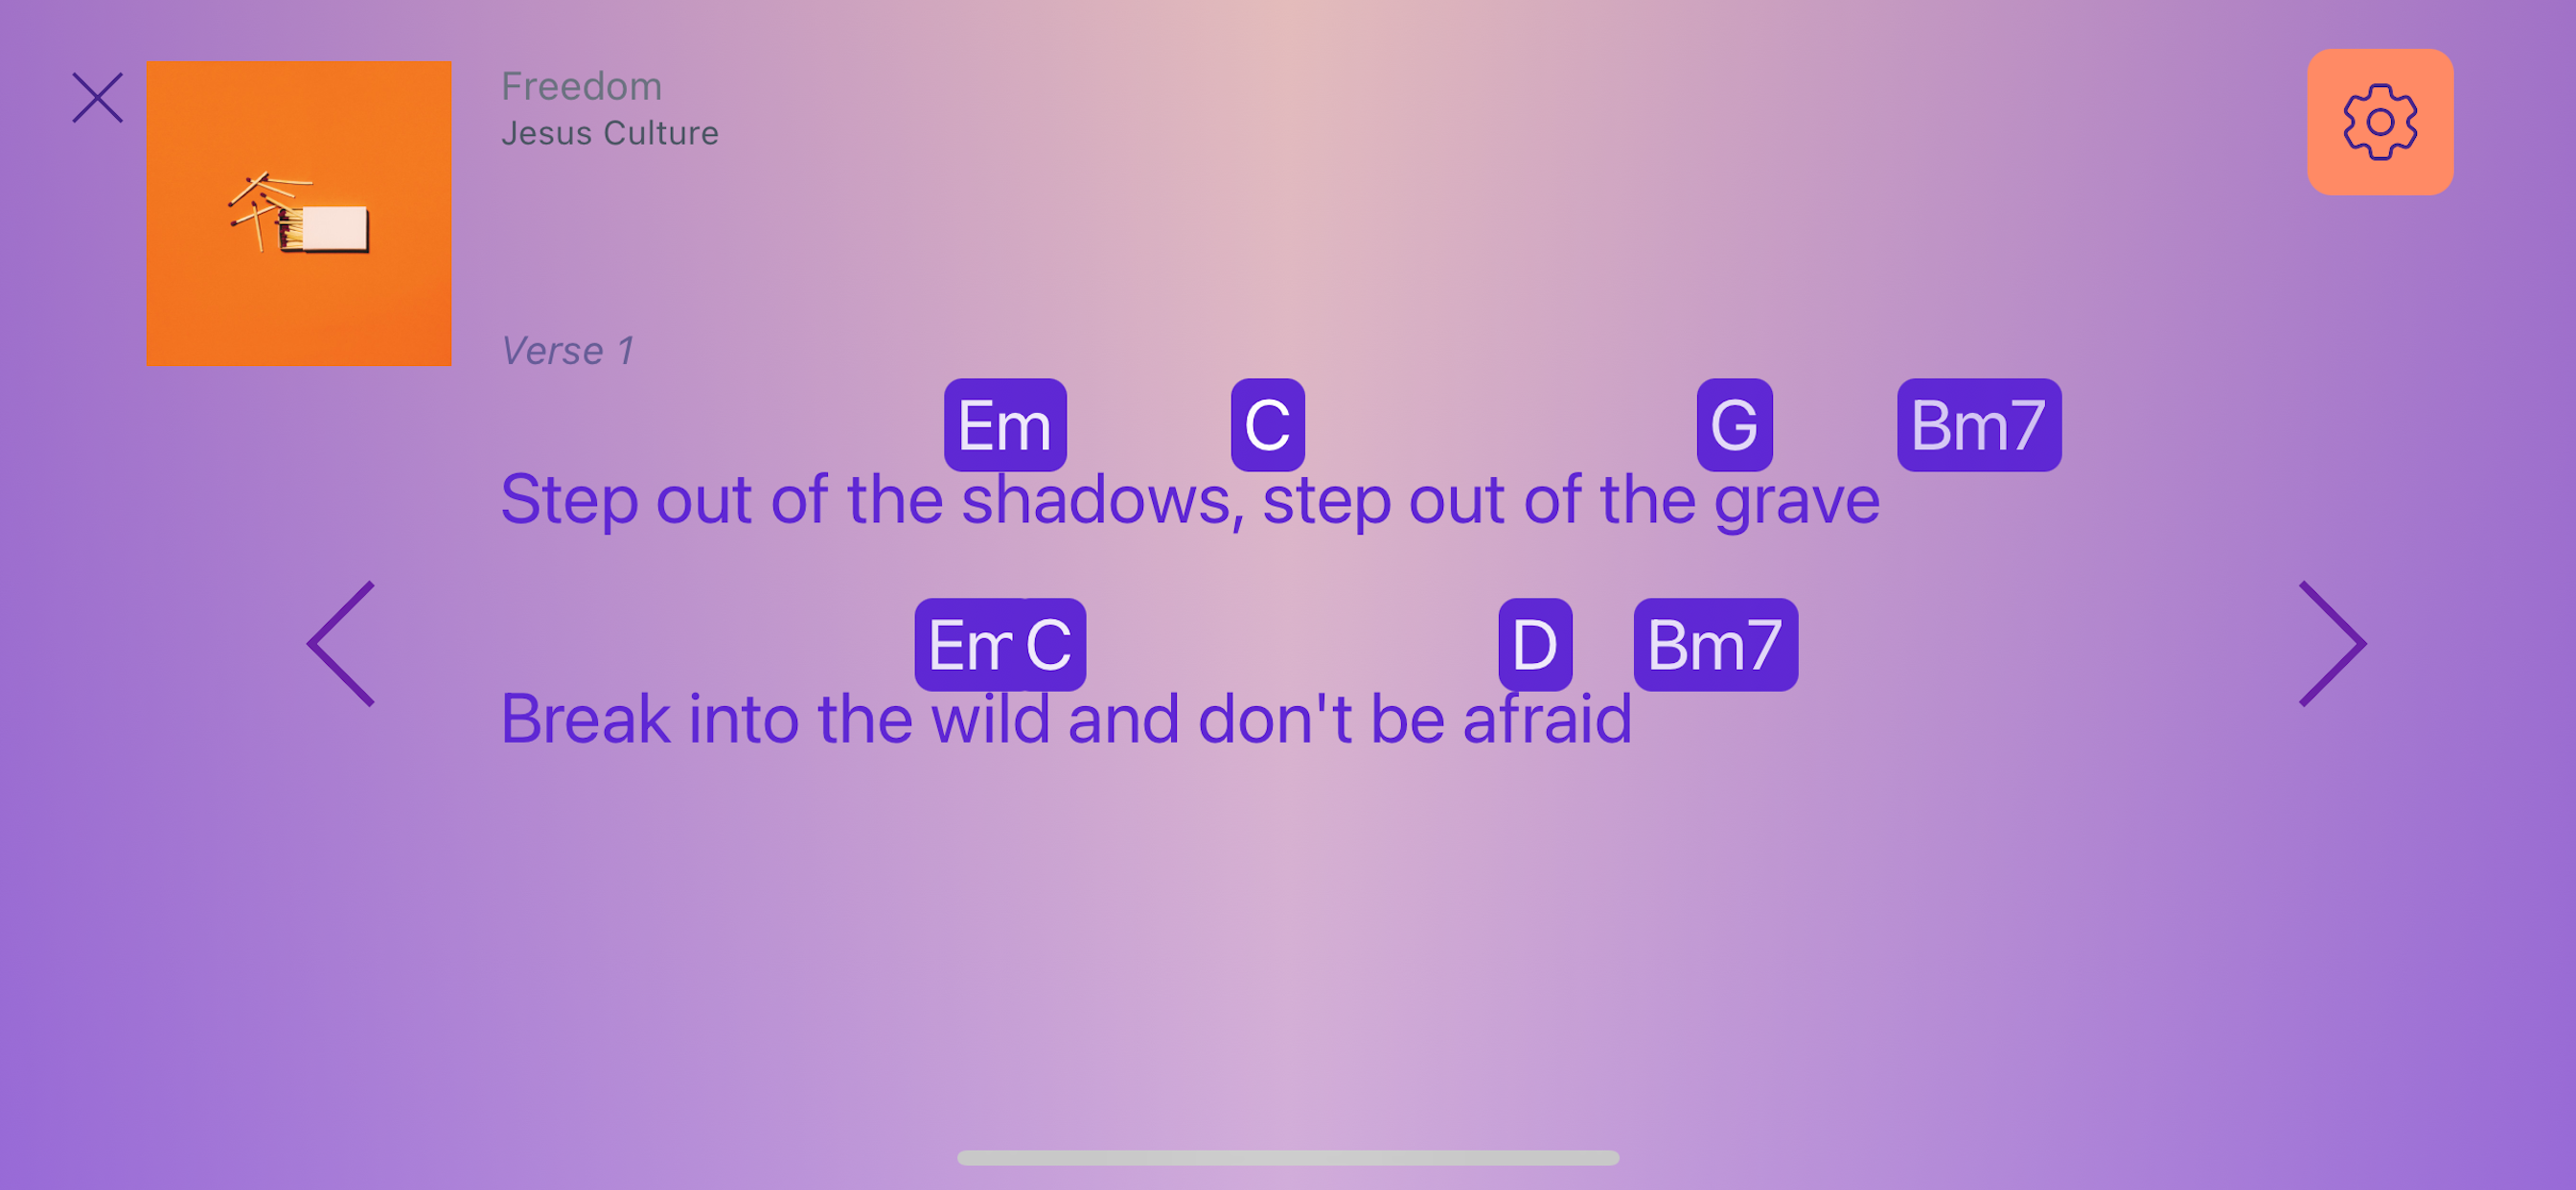 Freedom
Jesus Culture
Verse 1
Em C G Bm7
Step out of the shadows, step out of the grave
Em C D Bm7
Break into the wild and don't be afraid